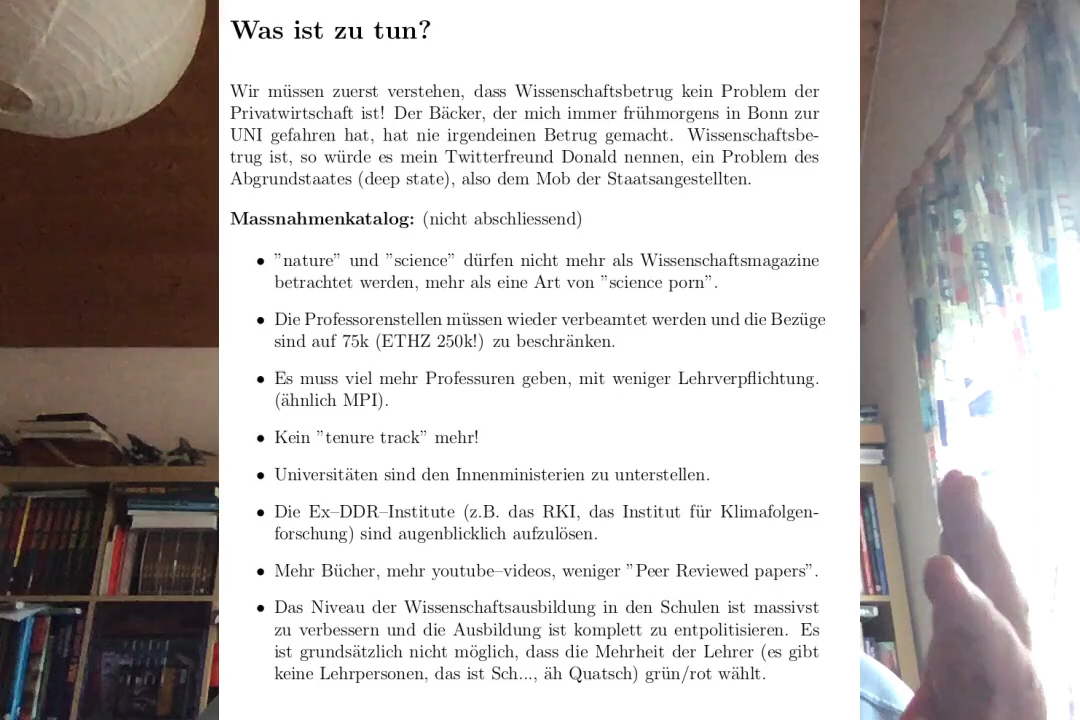 Was ist zu tun?
Wir müssen zuerst verstehen, dass Wissenschaftsbetrug kein Problem der
Privatwirtschaft ist! Der Bäcker, der mich immer frühmorgens in Bonn zur
UNI gefahren hat, hat nie irgendeinen Betrug gemacht. Wissenschaftsbe-
trug ist, so würde es mein Twitterfreund Donald nennen, ein Problem des
Abgrundstaates (deep state), also dem Mob der Staatsangestellten.
Massnahmenkatalog: (nicht abschliessend)
• "nature" und "science" dürfen nicht mehr als Wissenschaftsmagazine
betrachtet werden, mehr als eine Art von "science porn".
• Die Professorenstellen müssen wieder verbeamtet werden und die Bezüge
sind auf 75k (ETHZ 250k!) zu beschränken.
• Es muss viel mehr Professuren geben, mit weniger Lehrverpflichtung.
(ähnlich MPI).
• Kein "tenure track" mehr!
• Universitäten sind den Innenministerien zu unterstellen.
• Die Ex–DDR–Institute (z.B. das RKI, das Institut für Klimafolgen-
forschung) sind augenblicklich aufzulösen.
• Mehr Bücher, mehr youtube–videos, weniger "Peer Reviewed papers".
• Das Niveau der Wissenschaftsausbildung in den Schulen ist massivst
zu verbessern und die Ausbildung ist komplett zu entpolitisieren. Es
ist grundsätzlich nicht möglich, dass die Mehrheit der Lehrer (es gibt
keine Lehrpersonen, das ist Sch..., äh Quatsch) grün/rot wählt.